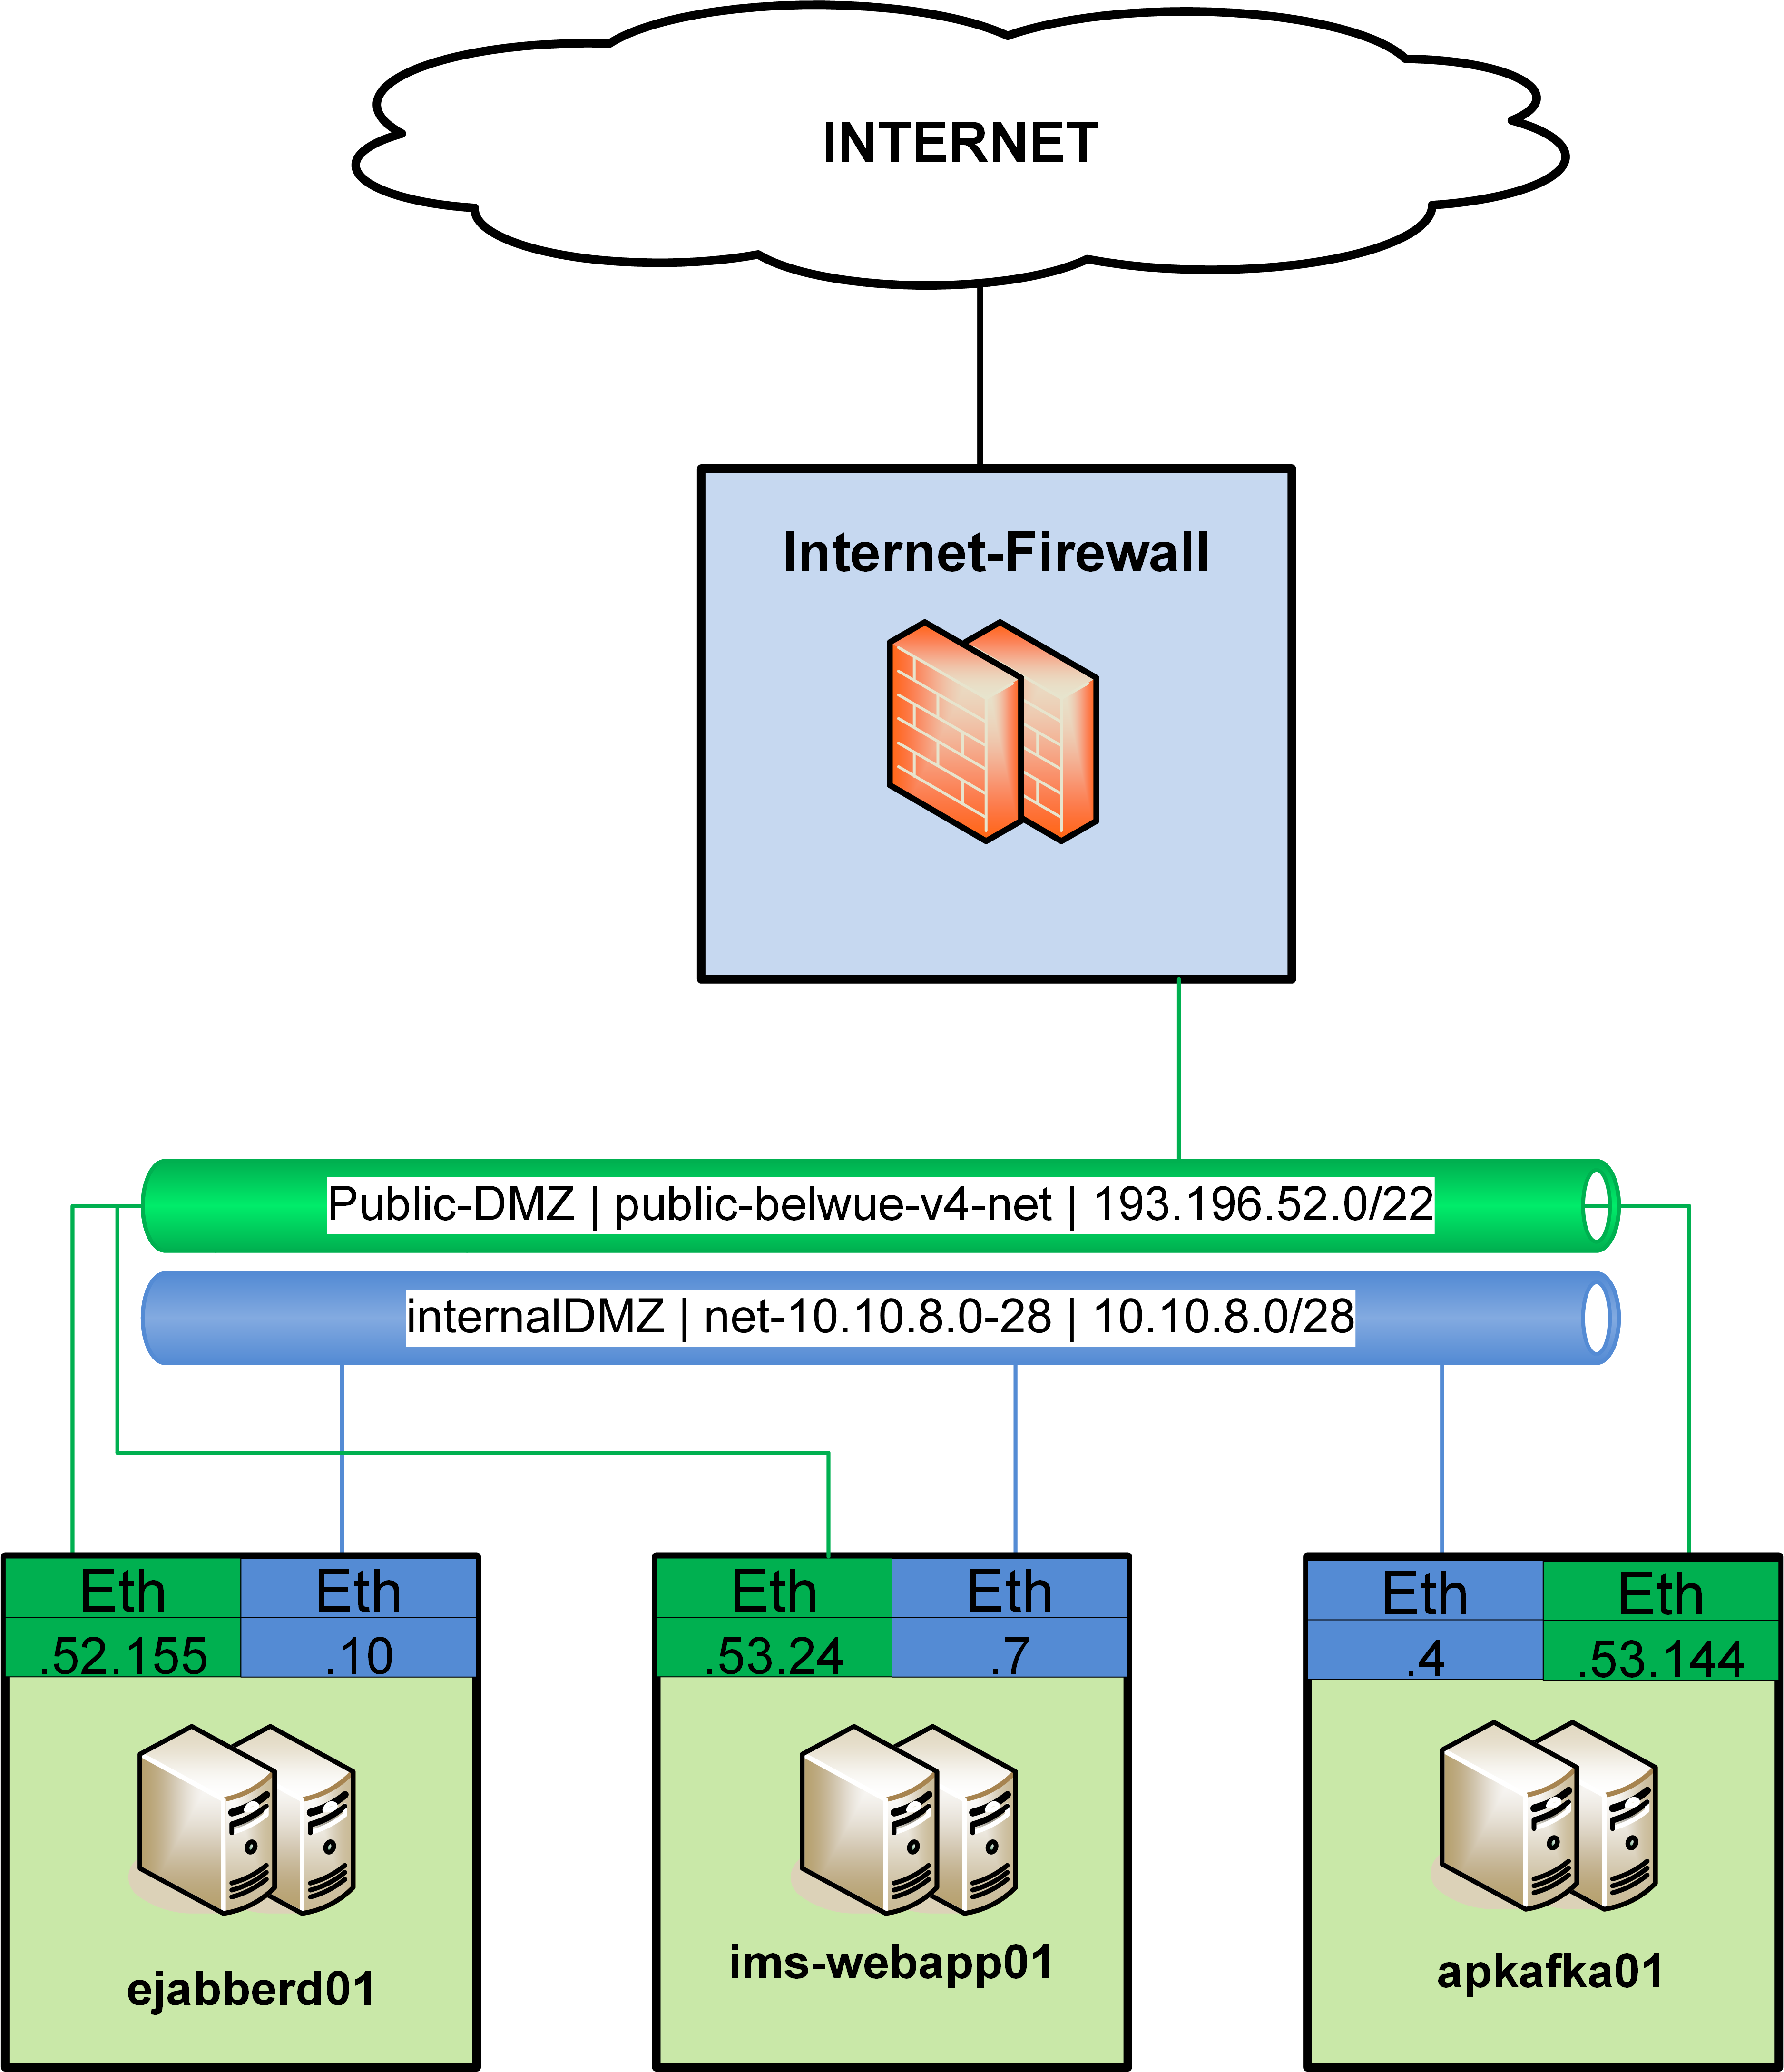 INTERNET
Internet-Firewall
Public-DMZ | public-belwue-v4-net | 193.196.52.0/22
internalDMZ | net-10.10.8.0-28 | 10.10.8.0/28
Eth
.52.155
Eth
.10
ejabberd01
Eth
.53.24
Eth
.7
ims-webapp01
Eth
.4
Eth
.53.144
apkafka01